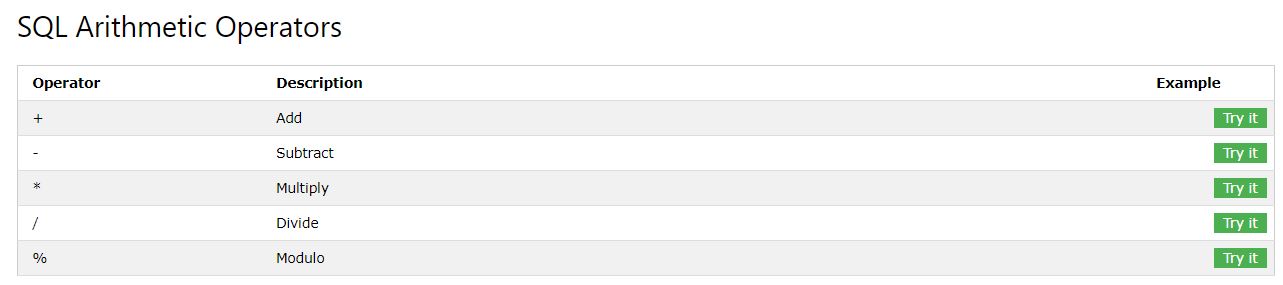 SQL Arithmetic Operators
Operator Description Example
+ Add Try it
- Subtract Try it
* Multiply Try it
/ Divide Try it
% Modulo Try it